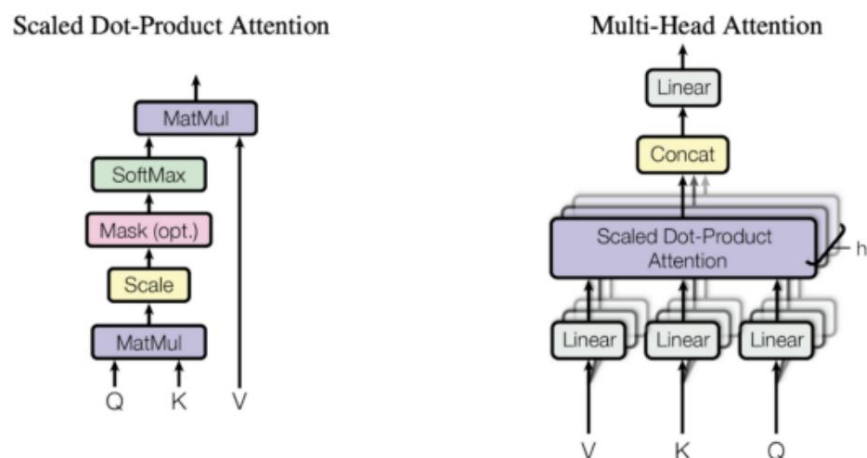 Scaled Dot-Product Attention
MatMul
SoftMax
Mask (opt.)
Scale
MatMul
Q K V
Multi-Head Attention
Linear
Concat
Scaled Dot-Product
Attention
h
Linear Linear Linear
V K Q